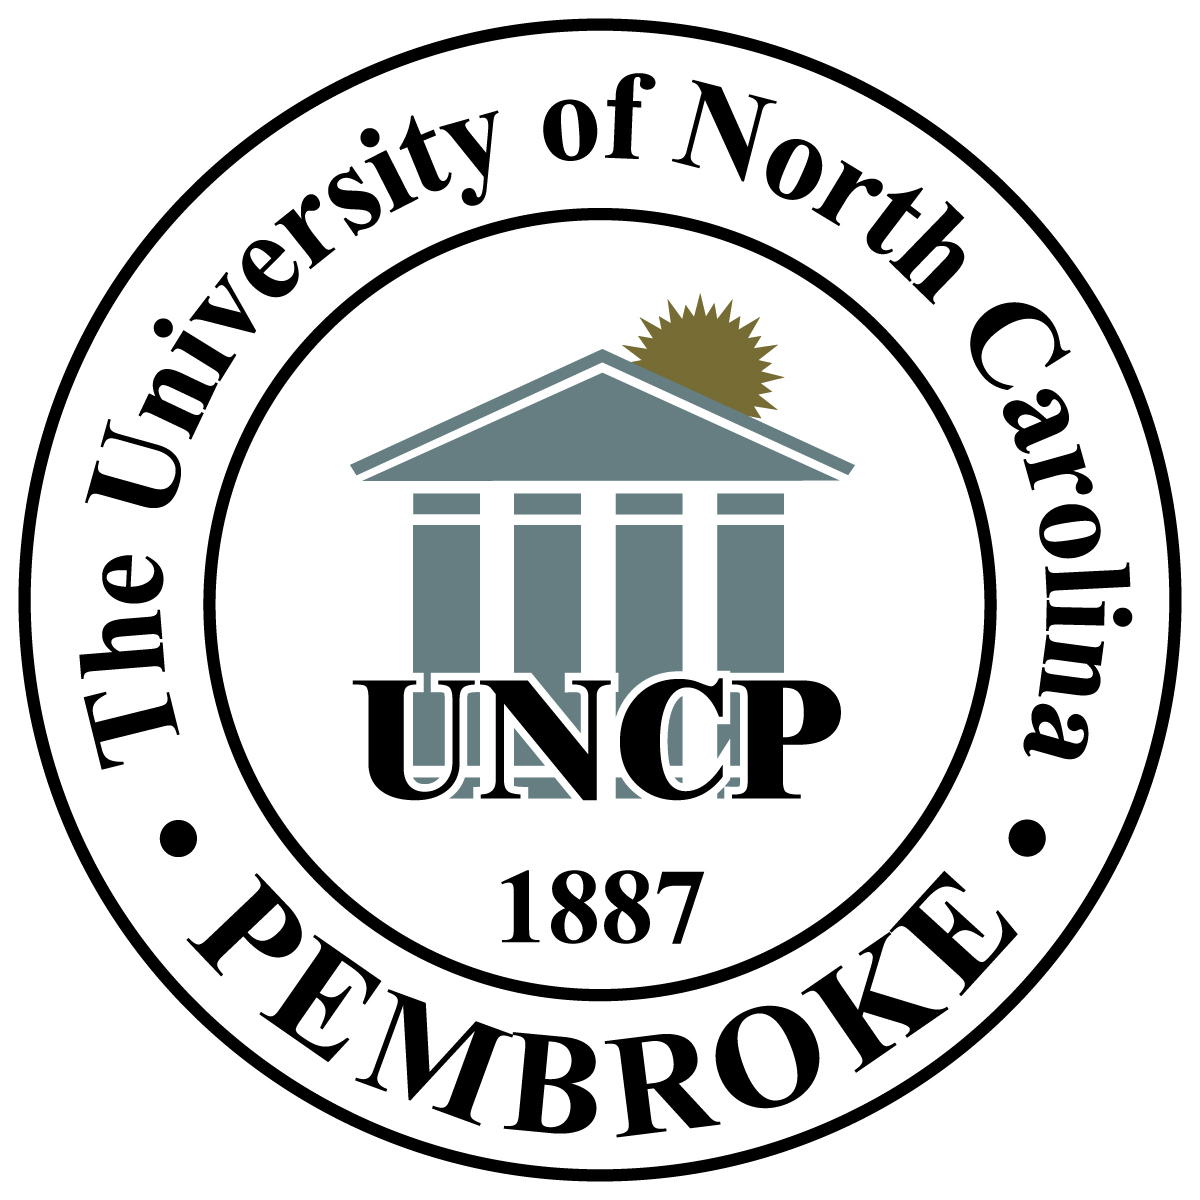 The University of North Carolina
UNCP
1887
• PEMBROKE •